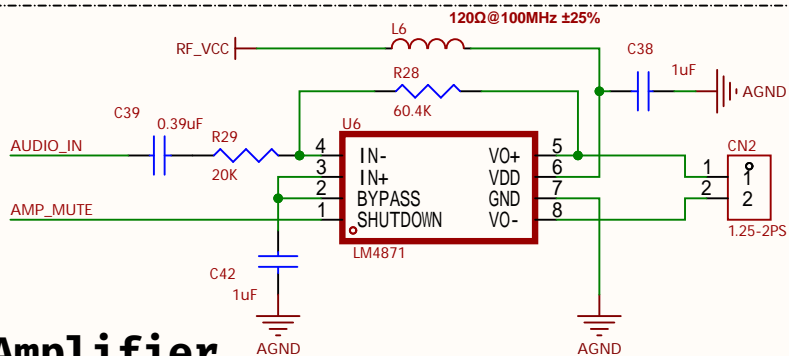 120Ω@100MHz ±25%
L6
RF_VCC
C38
1uF
AGND
R28
60.4K
C39
0.39uF
R29
20K
AUDIO_IN
AMP_MUTE
U6
4 IN- VO+ 5
3 IN+ VDD 6
2 BYPASS GND 7
1 SHUTDOWN VO- 8
LM4871
CN2
1 1
2 2
1.25-2PS
C42
1uF
AGND
AGND
Amplifier